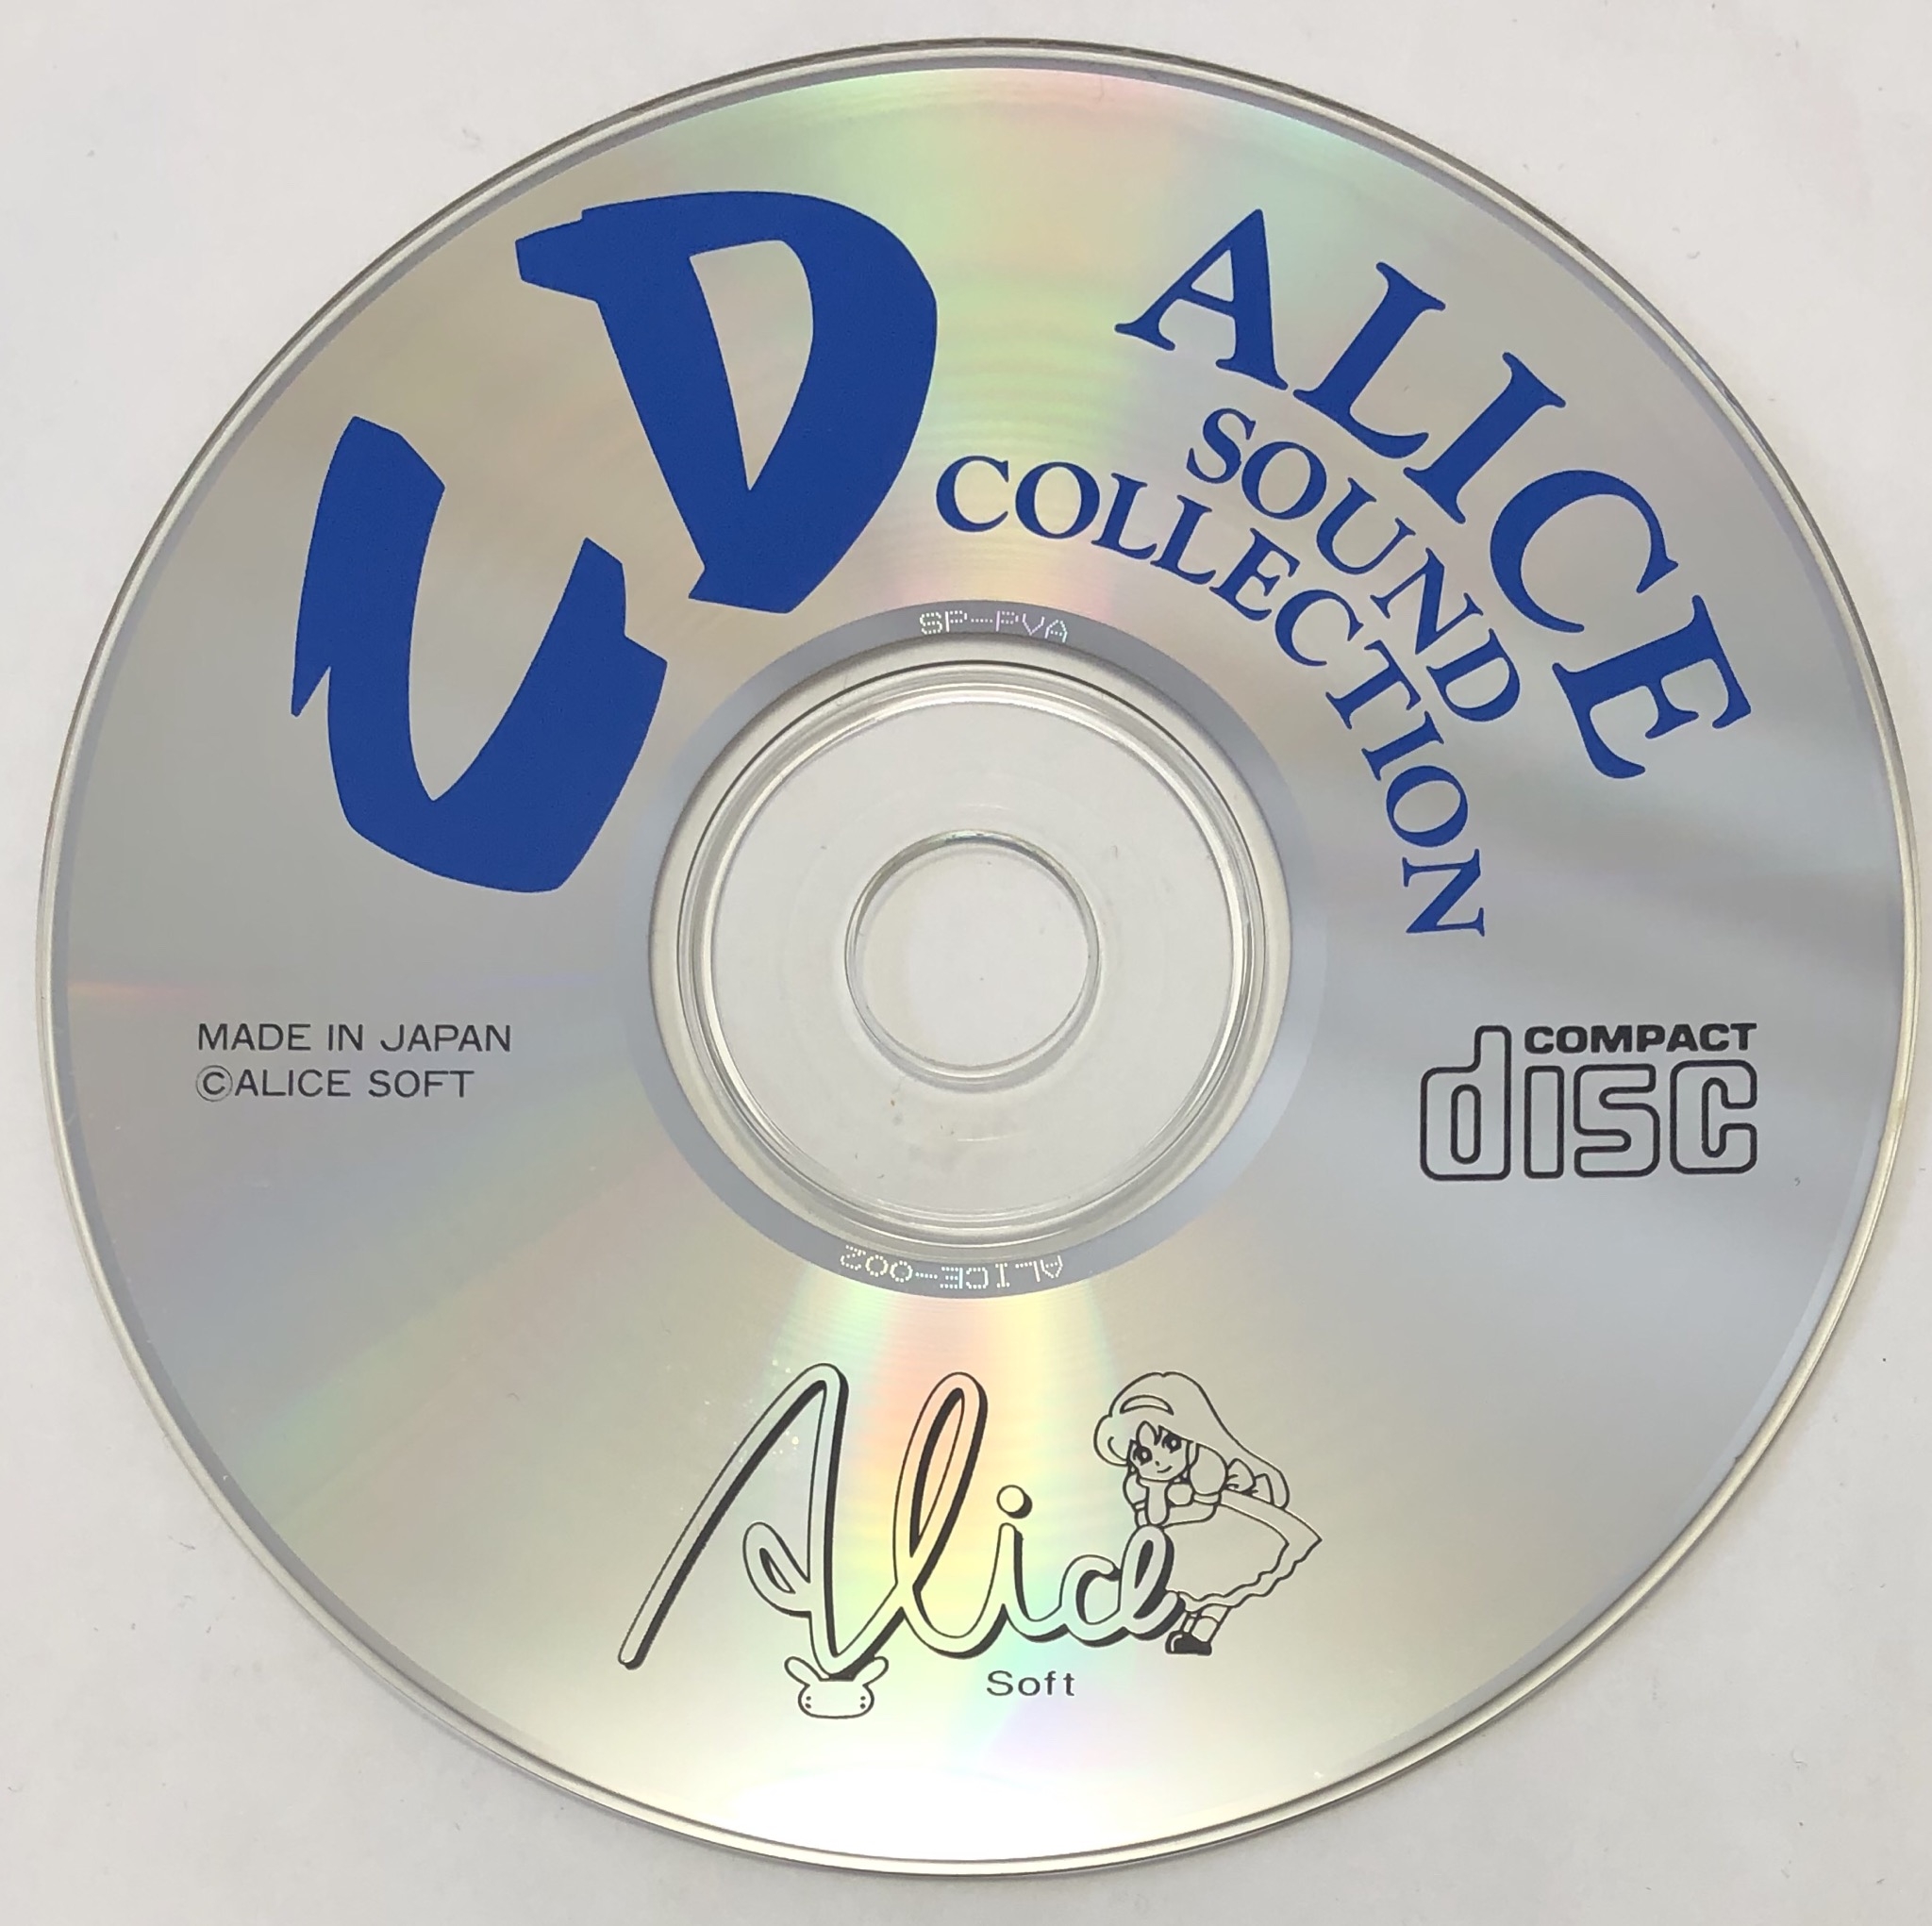 CD
ALICE
SOUND
COLLECTION
SP-PVA
MADE IN JAPAN
©ALICE SOFT
COMPACT
disc
ALICE-002
Alice
Soft